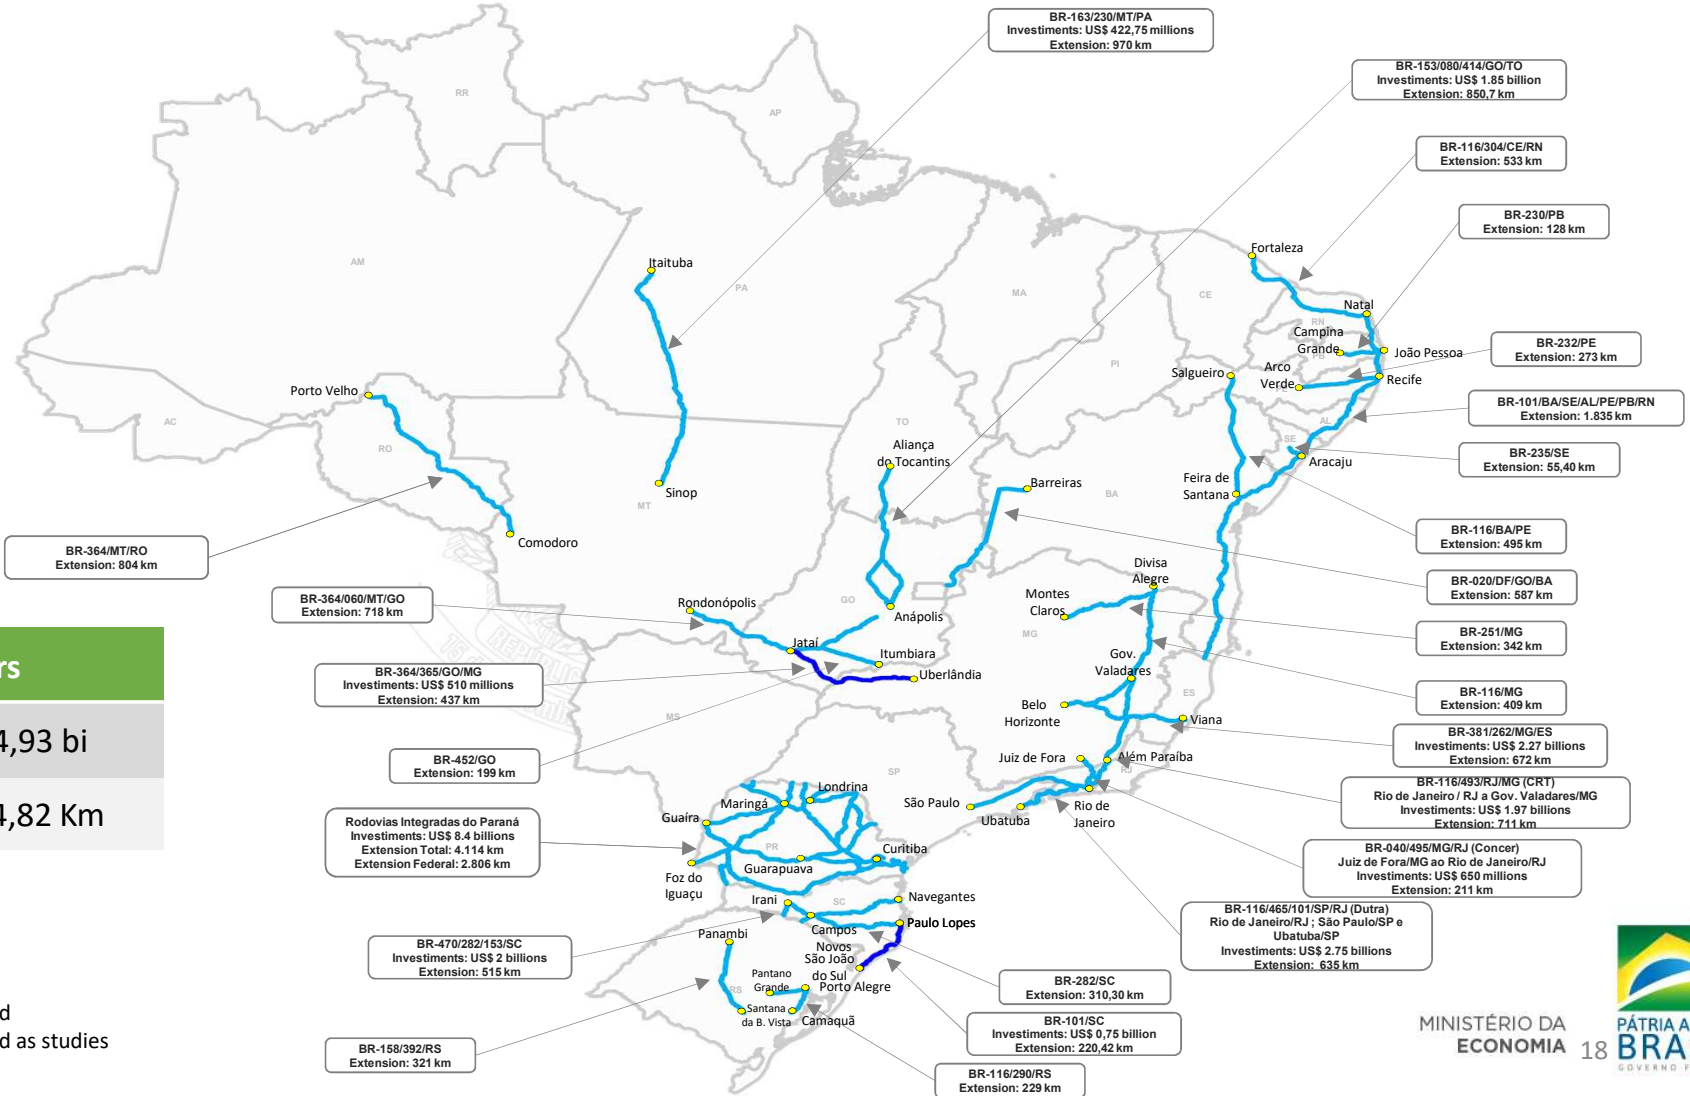 BR-163/230/MT/PA
Investiments: US$ 422,75 millions
Extension: 970 km
BR-153/080/414/GO/TO
Investiments: US$ 1.85 billion
Extension: 850,7 km
BR-116/304/CE/RN
Extension: 533 km
BR-230/PB
Extension: 128 km
BR-232/PE
Extension: 273 km
BR-101/BA/SE/AL/PE/PB/RN
Extension: 1.835 km
BR-235/SE
Extension: 55,40 km
BR-116/BA/PE
Extension: 495 km
BR-020/DF/GO/BA
Extension: 587 km
BR-251/MG
Extension: 342 km
BR-116/MG
Extension: 409 km
BR-381/262/MG/ES
Investiments: US$ 2.27 billions
Extension: 672 km
BR-116/493/RJ/MG (CRT)
Rio de Janeiro / RJ a Gov. Valadares/MG
Investiments: US$ 1.97 billions
Extension: 711 km
BR-040/495/MG/RJ (Concer)
Juiz de Fora/MG ao Rio de Janeiro/RJ
Investiments: US$ 650 millions
Extension: 211 km
BR-116/465/101/SP/RJ (Dutra)
Rio de Janeiro/RJ ; São Paulo/SP e
Ubatuba/SP
Investiments: US$ 2.75 billions
Extension: 635 km
BR-282/SC
Extension: 310,30 km
BR-101/SC
Investiments: US$ 0,75 billion
Extension: 220,42 km
BR-116/290/RS
Extension: 229 km
BR-158/392/RS
Extension: 321 km
BR-470/282/153/SC
Investiments: US$ 2 billions
Extension: 515 km
Rodovias Integradas do Paraná
Investiments: US$ 8.4 billions
Extension Total: 4.114 km
Extension Federal: 2.806 km
BR-452/GO
Extension: 199 km
BR-364/365/GO/MG
Investiments: US$ 510 millions
Extension: 437 km
BR-364/060/MT/GO
Extension: 718 km
BR-364/MT/RO
Extension: 804 km
RR
AP
AM
PA
MA
CE
RN
PB
PE
PI
AL
SE
AC
RO
TO
MT
BA
GO
MG
ES
MS
SP
RJ
PR
SC
RS
Itaituba
Fortaleza
Natal
Campina
Grande
João Pessoa
Arco
Verde
Salgueiro
Recife
Porto Velho
Aliança
do Tocantins
Aracaju
Sinop
Barreiras
Feira de
Santana
Comodoro
Divisa
Alegre
Montes
Claros
Rondonópolis
Anápolis
Jataí
Itumbiara
Uberlândia
Gov.
Valadares
Belo
Horizonte
Viana
Juiz de Fora
Além Paraíba
São Paulo
Ubatuba
Rio de
Janeiro
Londrina
Maringá
Guaíra
Curitiba
Guarapuava
Foz do
Iguaçu
Irani
Navegantes
Campos
Novos
Paulo Lopes
São João
do Sul
Panambi
Pantano
Grande
Porto Alegre
Santana
da B. Vista
Camaquã
rs
4,93 bi
4,82 Km
d
d as studies
MINISTÉRIO DA
ECONOMIA
18
PÁTRIA A
BRA
GOVERNO F